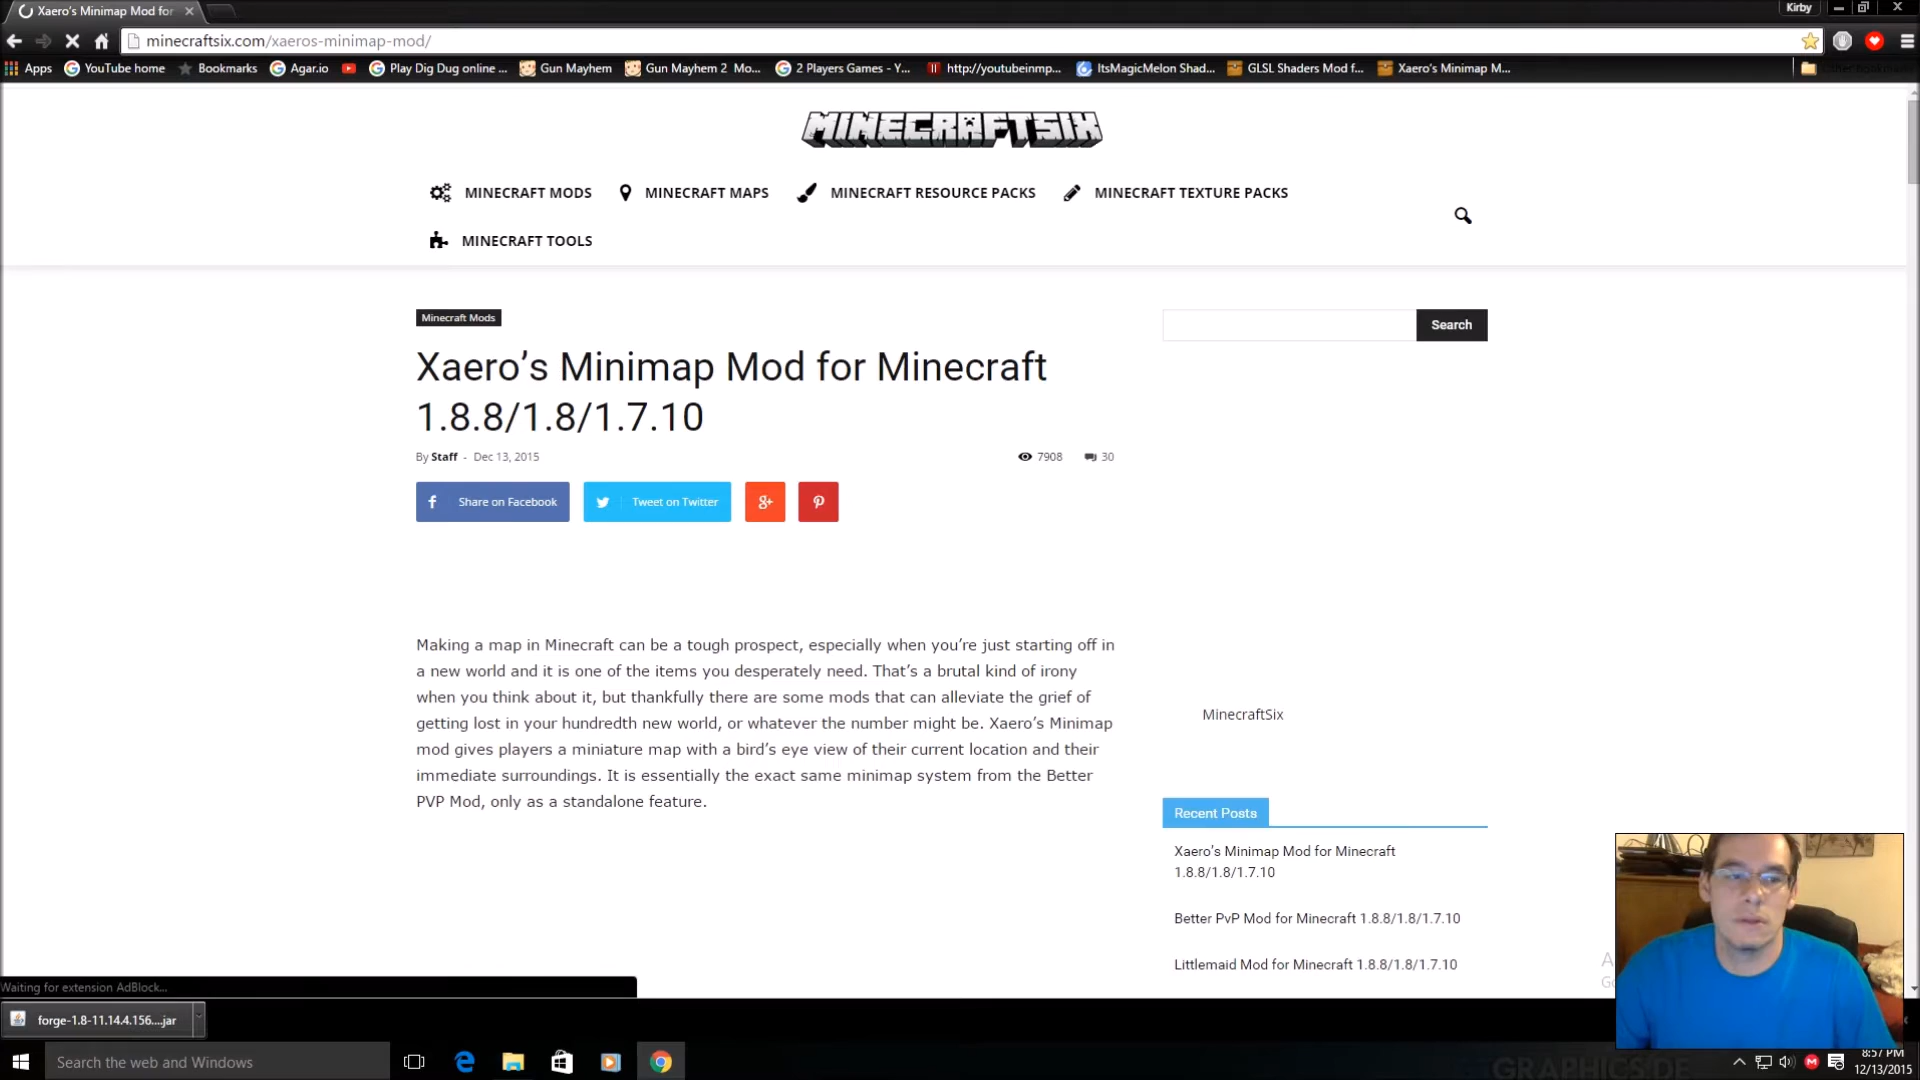 Xaero's Minimap Mod for
Kirby
minecraftsix.com/xaeros-minimap-mod/
Apps
YouTube home
Bookmarks
Agar.io
Play Dig Dug online ...
Gun Mayhem
Gun Mayhem 2 Mo...
2 Players Games - Y...
http://youtubeinmp...
ItsMagicMelon Shad...
GLSL Shaders Mod f...
Xaero's Minimap M...
MINECRAFTSIX
MINECRAFT MODS
MINECRAFT MAPS
MINECRAFT RESOURCE PACKS
MINECRAFT TEXTURE PACKS
MINECRAFT TOOLS
Minecraft Mods
Xaero's Minimap Mod for Minecraft
1.8.8/1.8/1.7.10
By Staff - Dec 13, 2015
7908
30
Share on Facebook
Tweet on Twitter
Making a map in Minecraft can be a tough prospect, especially when you're just starting off in
a new world and it is one of the items you desperately need. That's a brutal kind of irony
when you think about it, but thankfully there are some mods that can alleviate the grief of
getting lost in your hundredth new world, or whatever the number might be. Xaero's Minimap
mod gives players a miniature map with a bird's eye view of their current location and their
immediate surroundings. It is essentially the exact same minimap system from the Better
PVP Mod, only as a standalone feature.
Search
MinecraftSix
Recent Posts
Xaero's Minimap Mod for Minecraft
1.8.8/1.8/1.7.10
Better PvP Mod for Minecraft 1.8.8/1.8/1.7.10
Littlemaid Mod for Minecraft 1.8.8/1.8/1.7.10
Waiting for extension AdBlock...
forge-1.8-11.14.4.156....jar
Search the web and Windows
GRAPHICS.DE
8:57 PM
12/13/2015